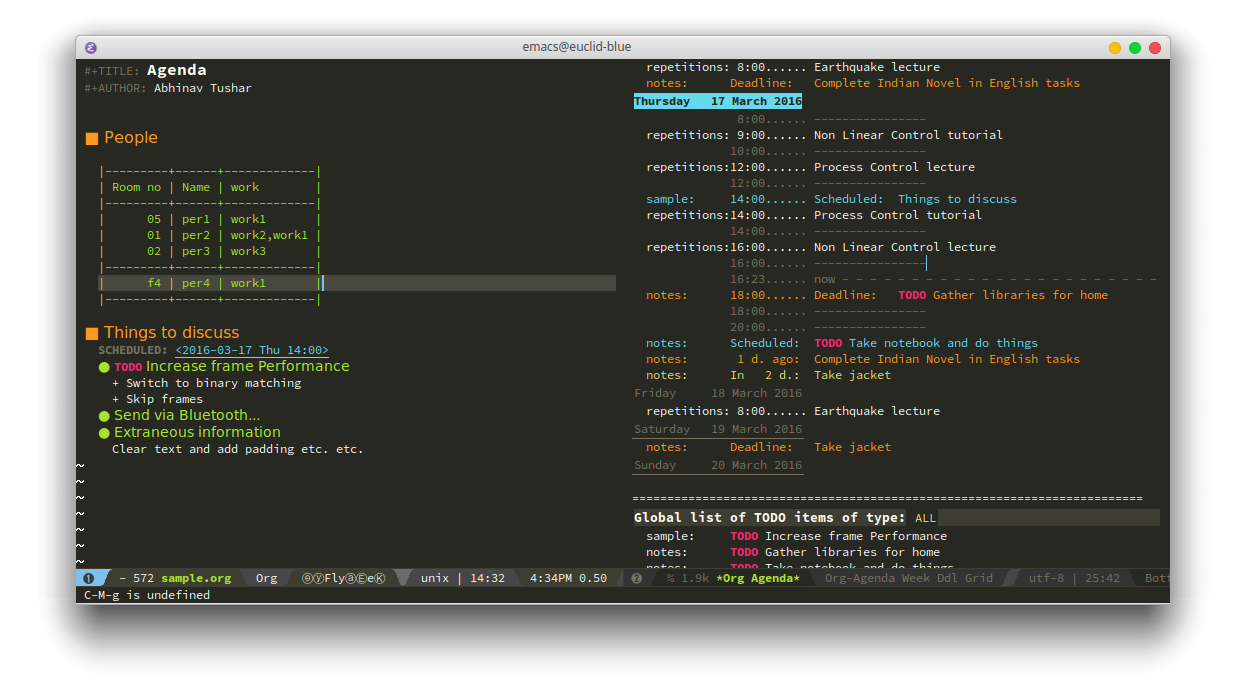 emacs@euclid-blue
#+TITLE: Agenda
#+AUTHOR: Abhinav Tushar
People
|---------+------+-------------|
| Room no | Name | work        |
|---------+------+-------------|
|      05 | per1 | work1       |
|      01 | per2 | work2,work1 |
|      02 | per3 | work3       |
|---------+------+-------------|
|      f4 | per4 | work1       |
|---------+------+-------------|
Things to discuss
SCHEDULED: <2016-03-17 Thu 14:00>
TODO Increase frame Performance
+ Switch to binary matching
+ Skip frames
Send via Bluetooth...
Extraneous information
Clear text and add padding etc. etc.
~
~
~
~
~
~
~
- 572 sample.org Org ⓔⓨFlyⓐⒺeⓀ unix | 14:32 4:34PM 0.50
repetitions: 8:00...... Earthquake lecture
notes: Deadline: Complete Indian Novel in English tasks
Thursday 17 March 2016
8:00...... ----------------
repetitions: 9:00...... Non Linear Control tutorial
10:00...... ----------------
repetitions:12:00...... Process Control lecture
12:00...... ----------------
sample: 14:00...... Scheduled: Things to discuss
repetitions:14:00...... Process Control tutorial
14:00...... ----------------
repetitions:16:00...... Non Linear Control lecture
16:00...... ----------------
16:23...... now - - - - - - - - - - - - - - - - - - - - - - - - -
notes: 18:00...... Deadline: TODO Gather libraries for home
18:00...... ----------------
20:00...... ----------------
notes: Scheduled: TODO Take notebook and do things
notes: 1 d. ago: Complete Indian Novel in English tasks
notes: In 2 d.: Take jacket
Friday 18 March 2016
repetitions: 8:00...... Earthquake lecture
Saturday 19 March 2016
notes: Deadline: Take jacket
Sunday 20 March 2016
=========================================================================
Global list of TODO items of type: ALL
sample: TODO Increase frame Performance
notes: TODO Gather libraries for home
notes: TODO Take notebook and do things
❷ % 1.9k *Org Agenda* Org-Agenda Week Ddl Grid utf-8 | 25:42 Bott
C-M-g is undefined